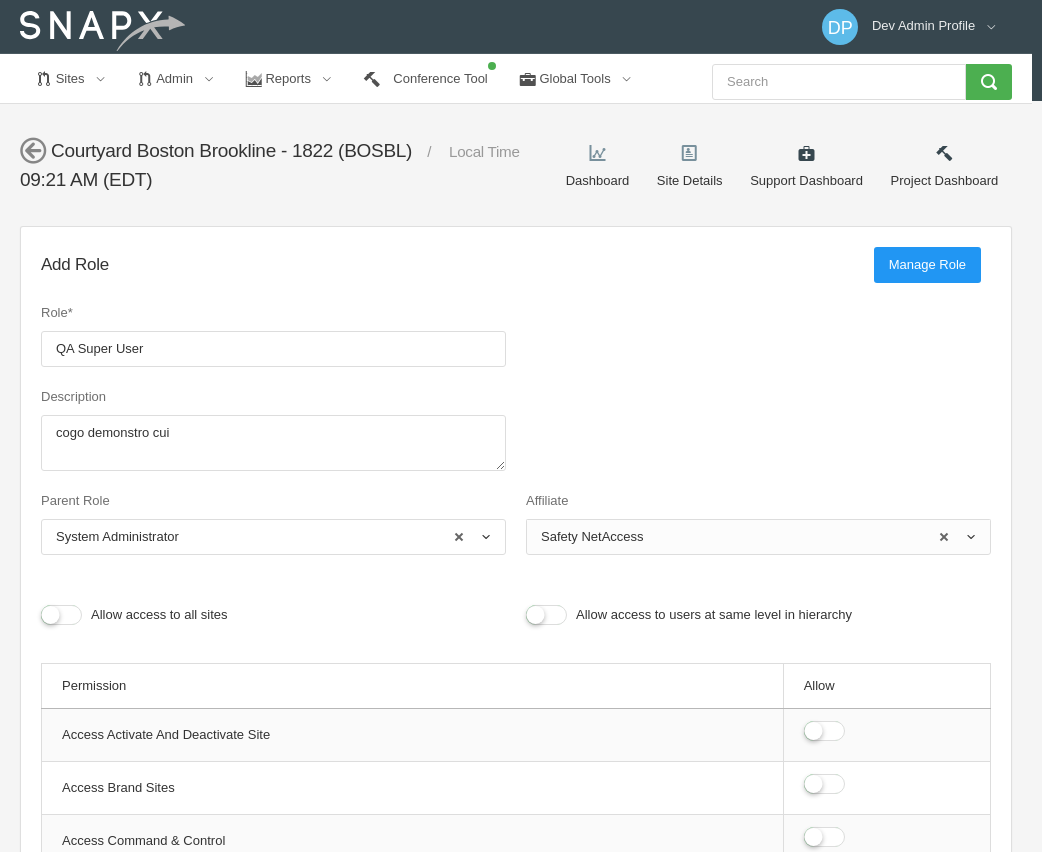 SNAPX
DP Dev Admin Profile
Sites Admin Reports Conference Tool Global Tools Search
Courtyard Boston Brookline - 1822 (BOSBL) / Local Time
09:21 AM (EDT)
Dashboard Site Details Support Dashboard Project Dashboard
Add Role Manage Role
Role*
QA Super User
Description
cogo demonstro cui
Parent Role Affiliate
System Administrator Safety NetAccess
Allow access to all sites Allow access to users at same level in hierarchy
Permission Allow
Access Activate And Deactivate Site
Access Brand Sites
Access Command & Control